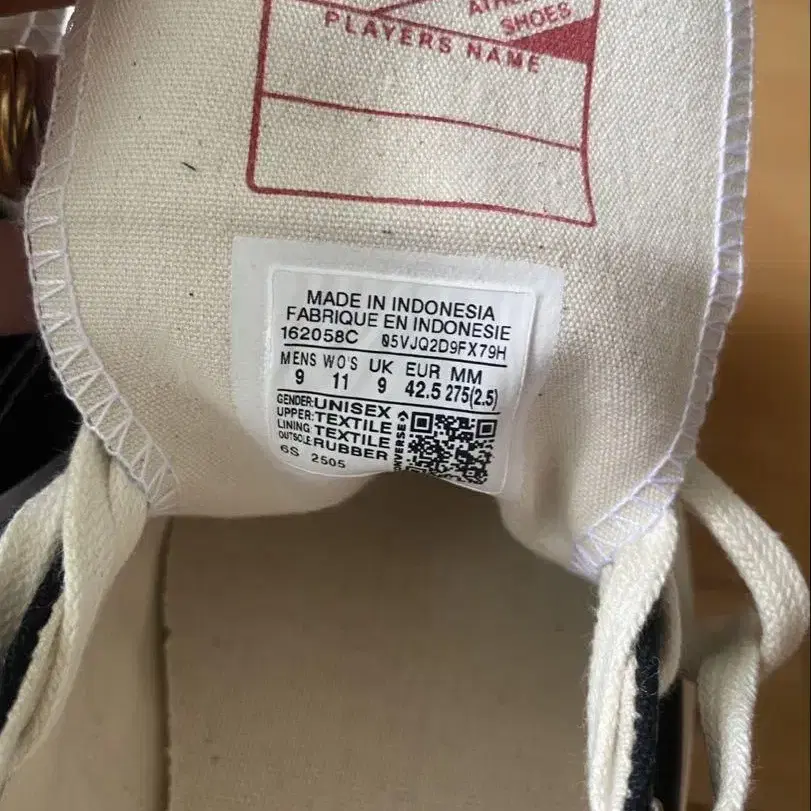 SHOES
PLAYERS NAME
MADE IN INDONESIA
FABRIQUE EN INDONESIE
162058C 05VJQ2D9FX79H
MENS WO'S UK EUR MM
9 11 9 42.5 275(2.5)
GENDER:UNISEX
UPPER:TEXTILE
LINING:TEXTILE
OUTSOLE:RUBBER
6S 2505
CONVERSE